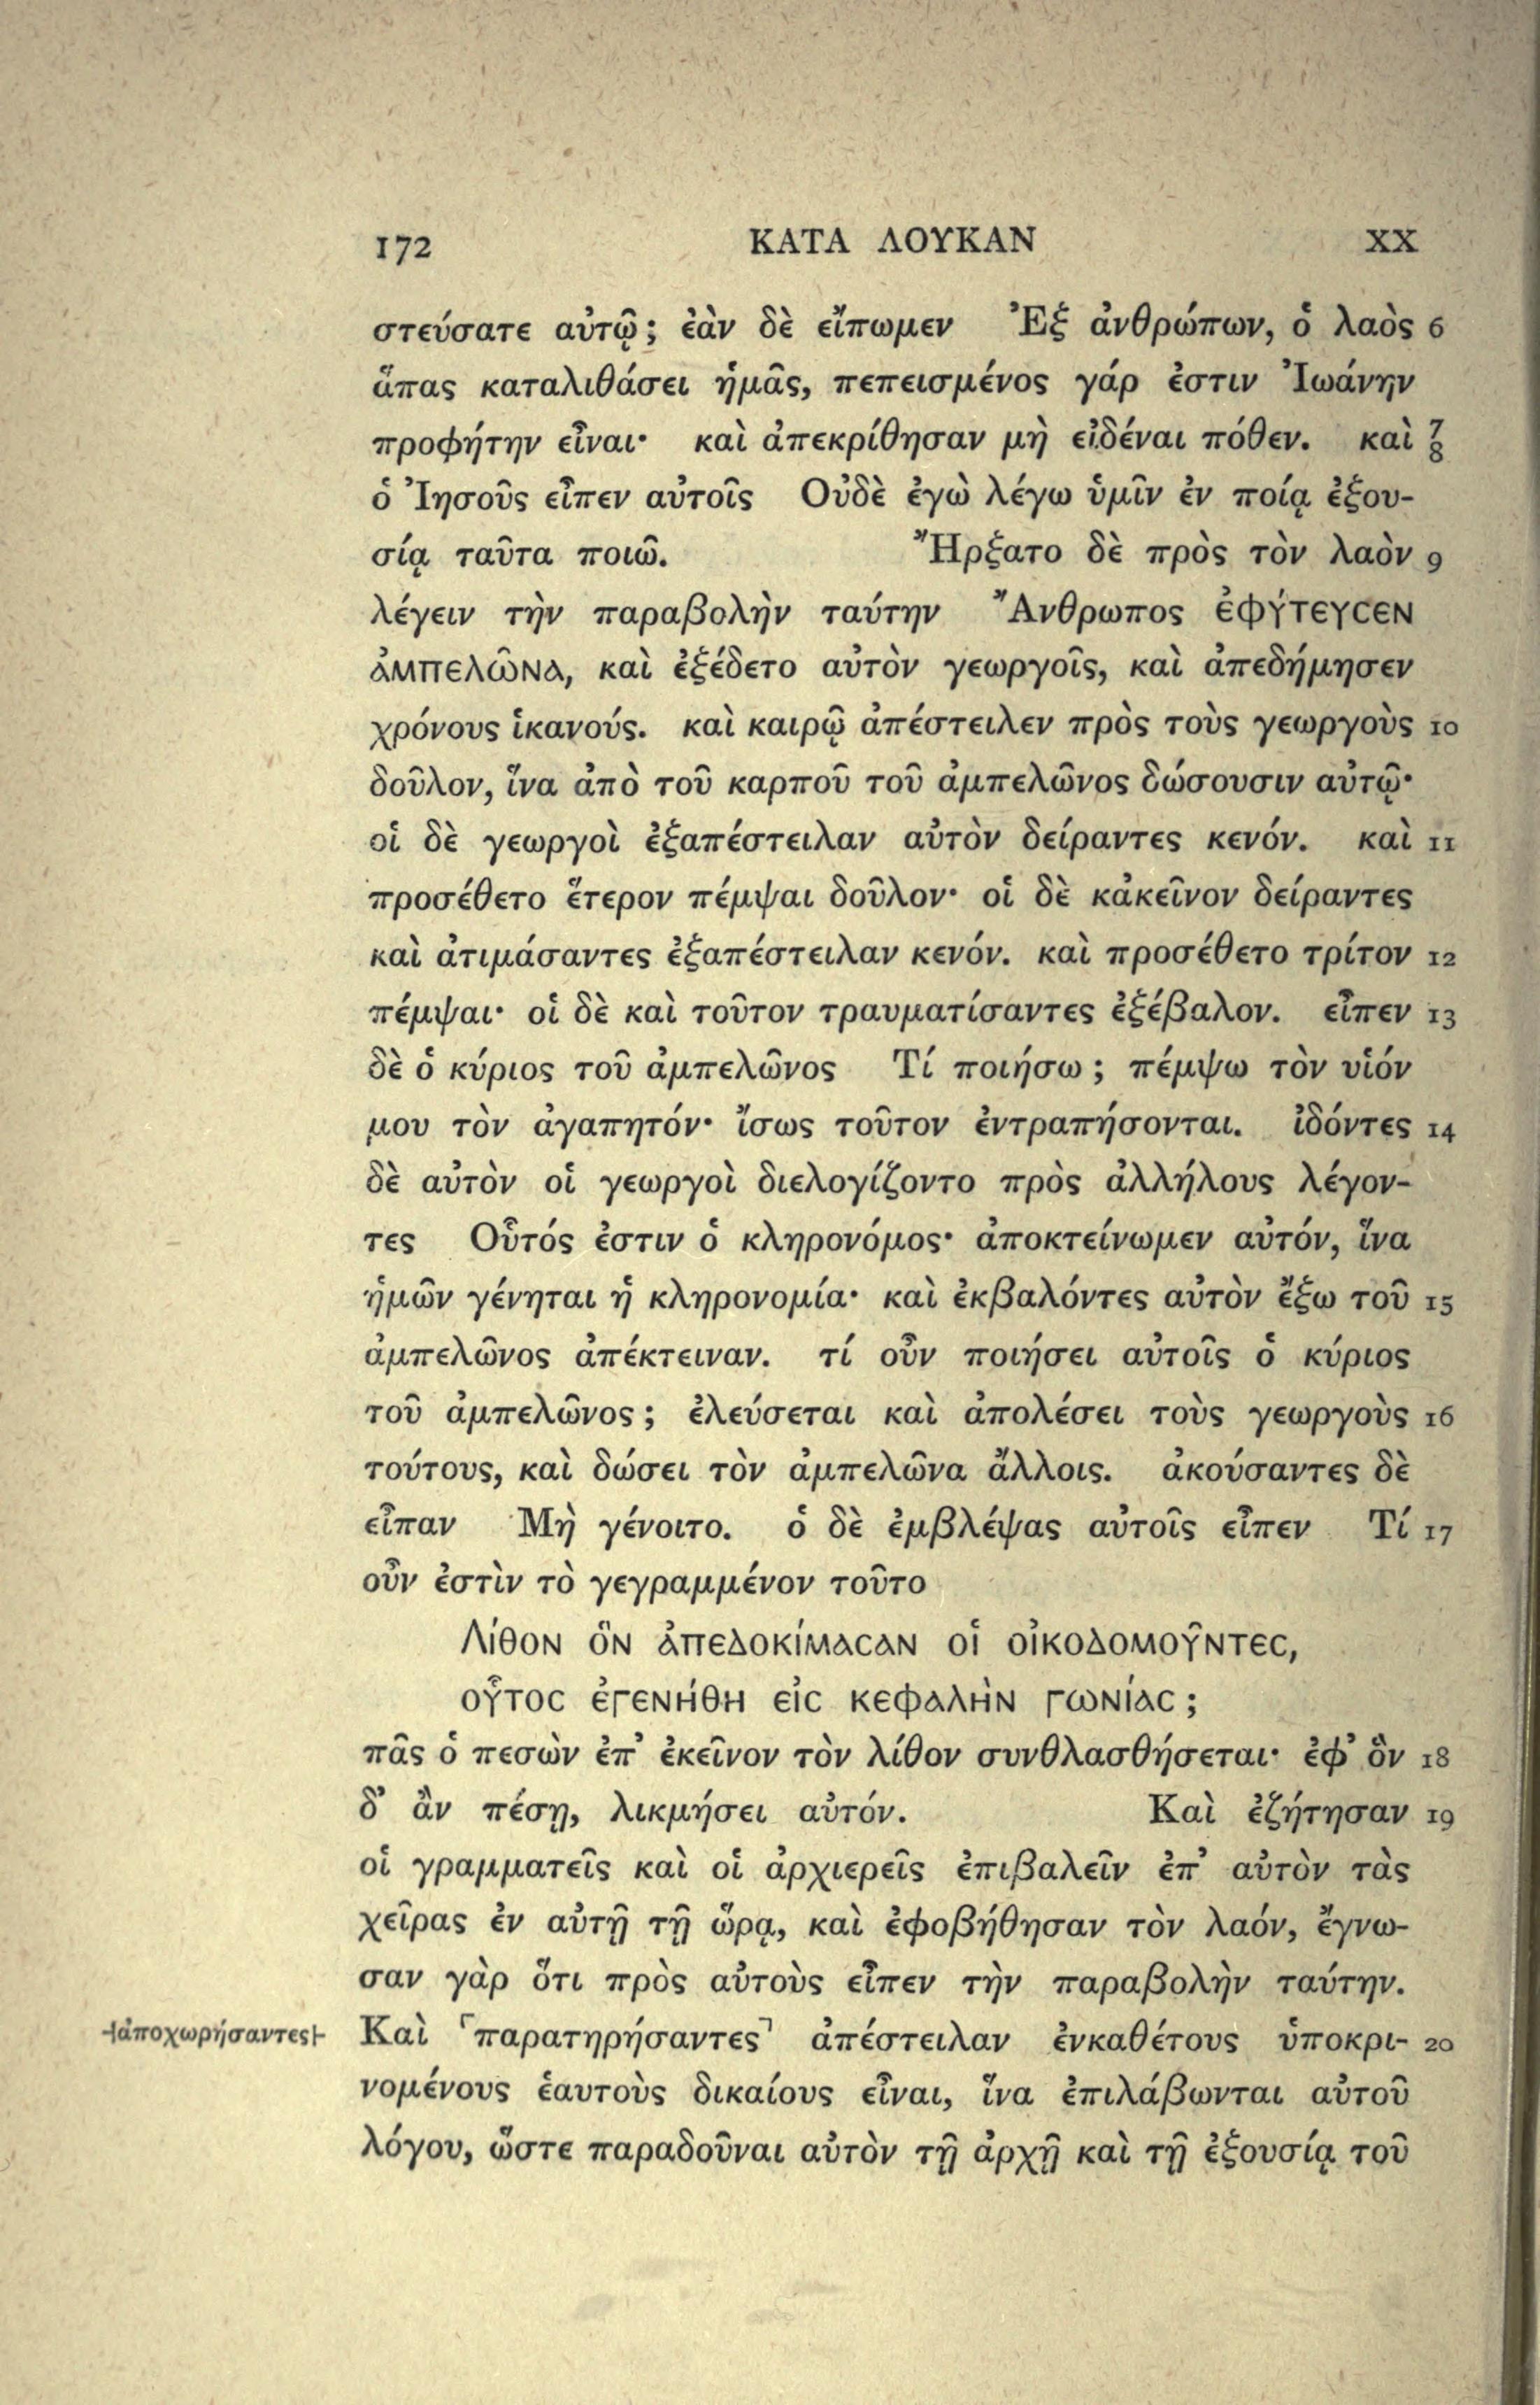 172 ΚΑΤΑ ΛΟΥΚΑΝ XX
στεύσατε αὐτῷ; ἐὰν δὲ εἴπωμεν Ἐξ ἀνθρώπων, ὁ λαὸς 6
ἅπας καταλιθάσει ἡμᾶς, πεπεισμένος γάρ ἐστιν Ἰωάνην
προφήτην εἶναι· καὶ ἀπεκρίθησαν μὴ εἰδέναι πόθεν. καὶ 7 8
ὁ Ἰησοῦς εἶπεν αὐτοῖς Οὐδὲ ἐγὼ λέγω ὑμῖν ἐν ποίᾳ ἐξου-
σίᾳ ταῦτα ποιῶ. Ἤρξατο δὲ πρὸς τὸν λαὸν 9
λέγειν τὴν παραβολὴν ταύτην Ἄνθρωπος ἐφύτευϲεν
ἀμπελῶνα, καὶ ἐξέδετο αὐτὸν γεωργοῖς, καὶ ἀπεδήμησεν
χρόνους ἱκανούς. καὶ καιρῷ ἀπέστειλεν πρὸς τοὺς γεωργοὺς 10
δοῦλον, ἵνα ἀπὸ τοῦ καρποῦ τοῦ ἀμπελῶνος δώσουσιν αὐτῷ·
οἱ δὲ γεωργοὶ ἐξαπέστειλαν αὐτὸν δείραντες κενόν. καὶ 11
προσέθετο ἕτερον πέμψαι δοῦλον· οἱ δὲ κἀκεῖνον δείραντες
καὶ ἀτιμάσαντες ἐξαπέστειλαν κενόν. καὶ προσέθετο τρίτον 12
πέμψαι· οἱ δὲ καὶ τοῦτον τραυματίσαντες ἐξέβαλον. εἶπεν 13
δὲ ὁ κύριος τοῦ ἀμπελῶνος Τί ποιήσω; πέμψω τὸν υἱόν
μου τὸν ἀγαπητόν· ἴσως τοῦτον ἐντραπήσονται. ἰδόντες 14
δὲ αὐτὸν οἱ γεωργοὶ διελογίζοντο πρὸς ἀλλήλους λέγον-
τες Οὗτός ἐστιν ὁ κληρονόμος· ἀποκτείνωμεν αὐτόν, ἵνα
ἡμῶν γένηται ἡ κληρονομία· καὶ ἐκβαλόντες αὐτὸν ἔξω τοῦ 15
ἀμπελῶνος ἀπέκτειναν. τί οὖν ποιήσει αὐτοῖς ὁ κύριος
τοῦ ἀμπελῶνος; ἐλεύσεται καὶ ἀπολέσει τοὺς γεωργοὺς 16
τούτους, καὶ δώσει τὸν ἀμπελῶνα ἄλλοις. ἀκούσαντες δὲ
εἶπαν Μὴ γένοιτο. ὁ δὲ ἐμβλέψας αὐτοῖς εἶπεν Τί 17
οὖν ἐστὶν τὸ γεγραμμένον τοῦτο
Λίθον ὃν ἀπεδοκίμαϲαν οἱ οἰκοδομοῦντεϲ,
οὗτοϲ ἐγενήθη εἰϲ κεφαλὴν γωνίαϲ;
πᾶς ὁ πεσὼν ἐπ' ἐκεῖνον τὸν λίθον συνθλασθήσεται· ἐφ' ὃν 18
δ' ἂν πέσῃ, λικμήσει αὐτόν. Καὶ ἐζήτησαν 19
οἱ γραμματεῖς καὶ οἱ ἀρχιερεῖς ἐπιβαλεῖν ἐπ' αὐτὸν τὰς
χεῖρας ἐν αὐτῇ τῇ ὥρᾳ, καὶ ἐφοβήθησαν τὸν λαόν, ἔγνω-
σαν γὰρ ὅτι πρὸς αὐτοὺς εἶπεν τὴν παραβολὴν ταύτην.
⊣ἀποχωρήσαντες⊢ Καὶ ⌜παρατηρήσαντες⌝ ἀπέστειλαν ἐνκαθέτους ὑποκρι- 20
νομένους ἑαυτοὺς δικαίους εἶναι, ἵνα ἐπιλάβωνται αὐτοῦ
λόγου, ὥστε παραδοῦναι αὐτὸν τῇ ἀρχῇ καὶ τῇ ἐξουσίᾳ τοῦ